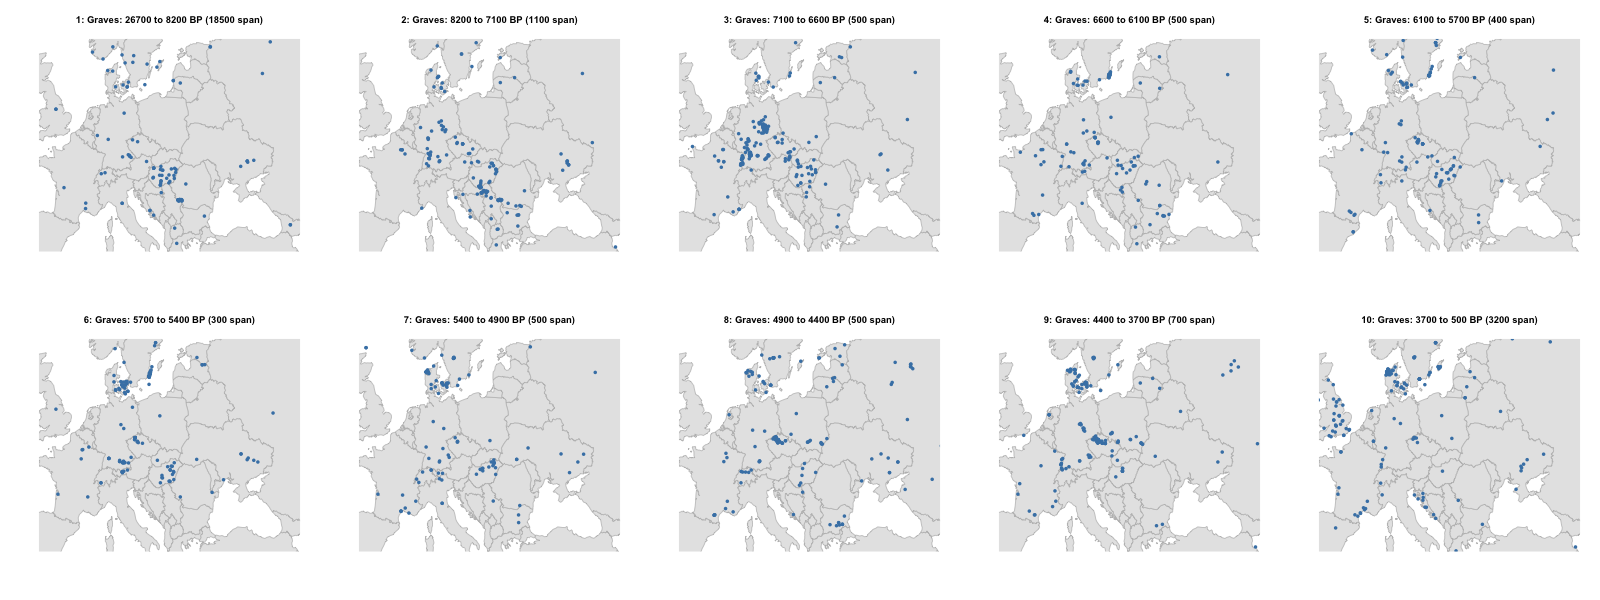 1: Graves: 26700 to 8200 BP (18500 span)
2: Graves: 8200 to 7100 BP (1100 span)
3: Graves: 7100 to 6600 BP (500 span)
4: Graves: 6600 to 6100 BP (500 span)
5: Graves: 6100 to 5700 BP (400 span)
6: Graves: 5700 to 5400 BP (300 span)
7: Graves: 5400 to 4900 BP (500 span)
8: Graves: 4900 to 4400 BP (500 span)
9: Graves: 4400 to 3700 BP (700 span)
10: Graves: 3700 to 500 BP (3200 span)